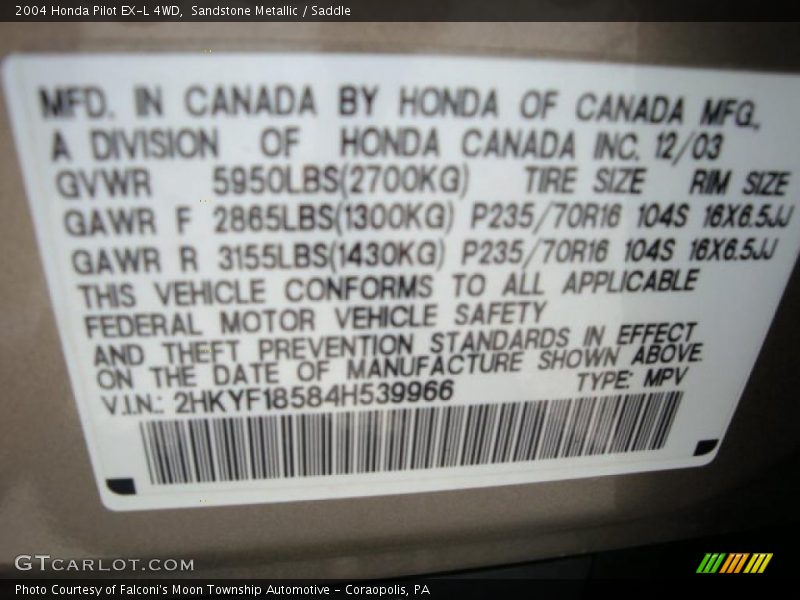 2004 Honda Pilot EX-L 4WD,  Sandstone Metallic / Saddle
MFD. IN CANADA BY HONDA OF CANADA MFG.,
A DIVISION OF HONDA CANADA INC. 12/03
GVWR 5950LBS(2700KG) TIRE SIZE RIM SIZE
GAWR F 2865LBS(1300KG) P235/70R16 104S 16X6.5JJ
GAWR R 3155LBS(1430KG) P235/70R16 104S 16X6.5JJ
THIS VEHICLE CONFORMS TO ALL APPLICABLE
FEDERAL MOTOR VEHICLE SAFETY
AND THEFT PREVENTION STANDARDS IN EFFECT
ON THE DATE OF MANUFACTURE SHOWN ABOVE.
V.I.N.: 2HKYF18584H539966 TYPE: MPV
GTCARLOT.COM
Photo Courtesy of Falconi's Moon Township Automotive - Coraopolis, PA